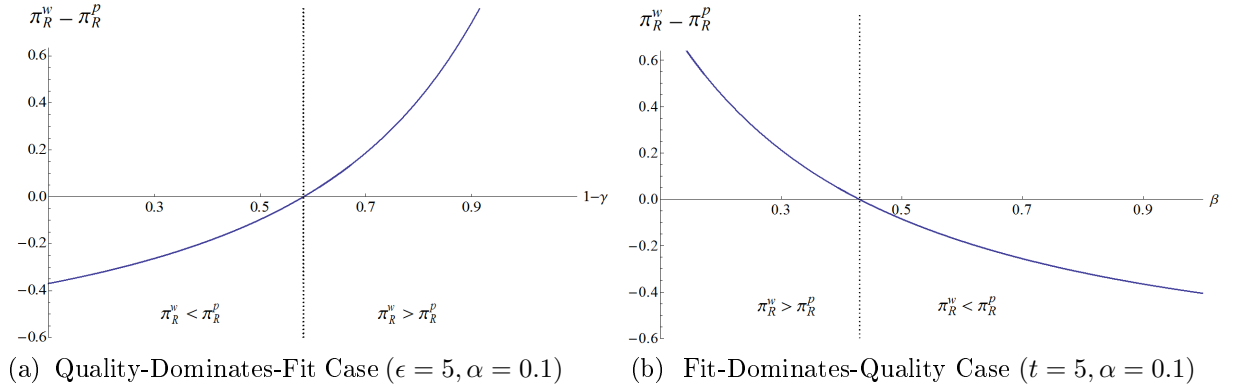 π_R^w − π_R^p
0.6
0.4
0.2
0.0
−0.2
−0.4
−0.6
0.3 0.5 0.7 0.9 1−γ
π_R^w < π_R^p π_R^w > π_R^p
(a) Quality-Dominates-Fit Case (ϵ = 5, α = 0.1)
π_R^w − π_R^p
0.6
0.4
0.2
0.0
−0.2
−0.4
−0.6
0.3 0.5 0.7 0.9 β
π_R^w > π_R^p π_R^w < π_R^p
(b) Fit-Dominates-Quality Case (t = 5, α = 0.1)